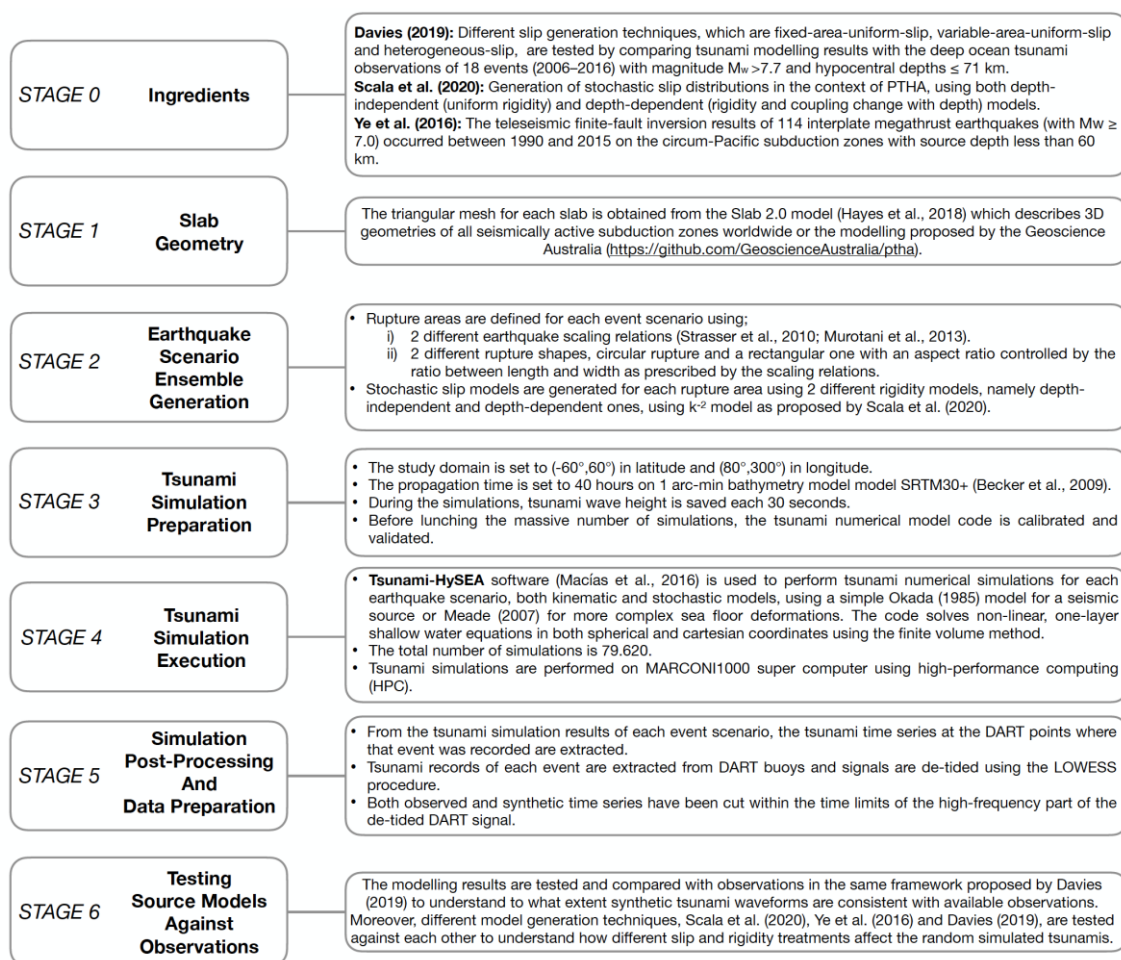 STAGE 0
Ingredients
Davies (2019): Different slip generation techniques, which are fixed-area-uniform-slip, variable-area-uniform-slip
and heterogeneous-slip, are tested by comparing tsunami modelling results with the deep ocean tsunami
observations of 18 events (2006–2016) with magnitude Mw >7.7 and hypocentral depths ≤ 71 km.
Scala et al. (2020): Generation of stochastic slip distributions in the context of PTHA, using both depth-
independent (uniform rigidity) and depth-dependent (rigidity and coupling change with depth) models.
Ye et al. (2016): The teleseismic finite-fault inversion results of 114 interplate megathrust earthquakes (with Mw ≥
7.0) occurred between 1990 and 2015 on the circum-Pacific subduction zones with source depth less than 60
km.
STAGE 1
Slab
Geometry
The triangular mesh for each slab is obtained from the Slab 2.0 model (Hayes et al., 2018) which describes 3D
geometries of all seismically active subduction zones worldwide or the modelling proposed by the Geoscience
Australia (https://github.com/GeoscienceAustralia/ptha).
STAGE 2
Earthquake
Scenario
Ensemble
Generation
• Rupture areas are defined for each event scenario using;
i) 2 different earthquake scaling relations (Strasser et al., 2010; Murotani et al., 2013).
ii) 2 different rupture shapes, circular rupture and a rectangular one with an aspect ratio controlled by the
ratio between length and width as prescribed by the scaling relations.
• Stochastic slip models are generated for each rupture area using 2 different rigidity models, namely depth-
independent and depth-dependent ones, using k-2 model as proposed by Scala et al. (2020).
STAGE 3
Tsunami
Simulation
Preparation
• The study domain is set to (-60°,60°) in latitude and (80°,300°) in longitude.
• The propagation time is set to 40 hours on 1 arc-min bathymetry model model SRTM30+ (Becker et al., 2009).
• During the simulations, tsunami wave height is saved each 30 seconds.
• Before lunching the massive number of simulations, the tsunami numerical model code is calibrated and
validated.
STAGE 4
Tsunami
Simulation
Execution
• Tsunami-HySEA software (Macías et al., 2016) is used to perform tsunami numerical simulations for each
earthquake scenario, both kinematic and stochastic models, using a simple Okada (1985) model for a seismic
source or Meade (2007) for more complex sea floor deformations. The code solves non-linear, one-layer
shallow water equations in both spherical and cartesian coordinates using the finite volume method.
• The total number of simulations is 79.620.
• Tsunami simulations are performed on MARCONI1000 super computer using high-performance computing
(HPC).
STAGE 5
Simulation
Post-Processing
And
Data Preparation
• From the tsunami simulation results of each event scenario, the tsunami time series at the DART points where
that event was recorded are extracted.
• Tsunami records of each event are extracted from DART buoys and signals are de-tided using the LOWESS
procedure.
• Both observed and synthetic time series have been cut within the time limits of the high-frequency part of the
de-tided DART signal.
STAGE 6
Testing
Source Models
Against
Observations
The modelling results are tested and compared with observations in the same framework proposed by Davies
(2019) to understand to what extent synthetic tsunami waveforms are consistent with available observations.
Moreover, different model generation techniques, Scala et al. (2020), Ye et al. (2016) and Davies (2019), are tested
against each other to understand how different slip and rigidity treatments affect the random simulated tsunamis.